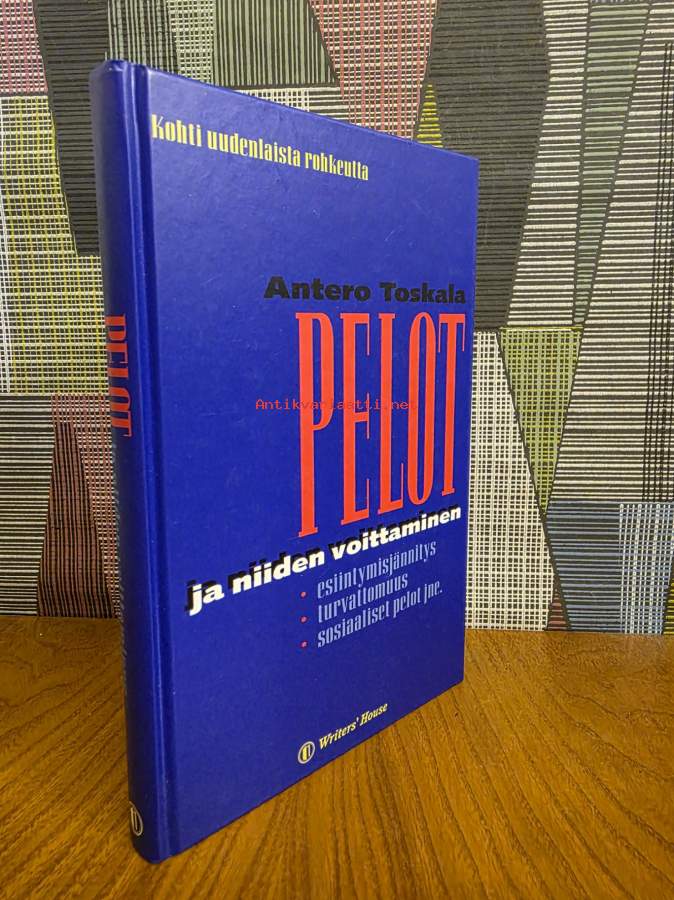 Kohti uudenlaista rohkeutta
Antero Toskala
PELOT
Antikvariaatti.net
ja niiden voittaminen
• esiintymisjännitys
• turvattomuus
• sosiaaliset pelot jne.
Writers' House
PELOT